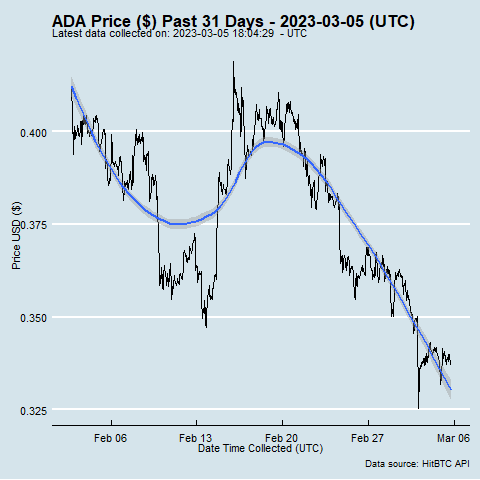 ADA Price ($) Past 31 Days - 2023-03-05 (UTC)
Latest data collected on: 2023-03-05 18:04:29  - UTC
Price USD ($)
0.400
0.375
0.350
0.325
Feb 06
Feb 13
Feb 20
Feb 27
Mar 06
Date Time Collected (UTC)
Data source: HitBTC API